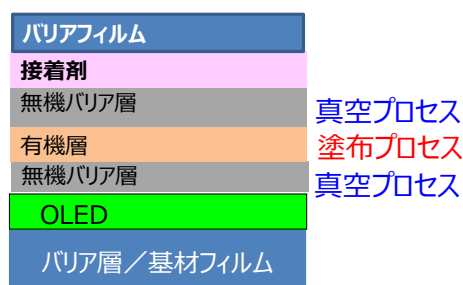 バリアフィルム
接着剤
無機バリア層
真空プロセス
有機層
塗布プロセス
無機バリア層
真空プロセス
OLED
バリア層／基材フィルム